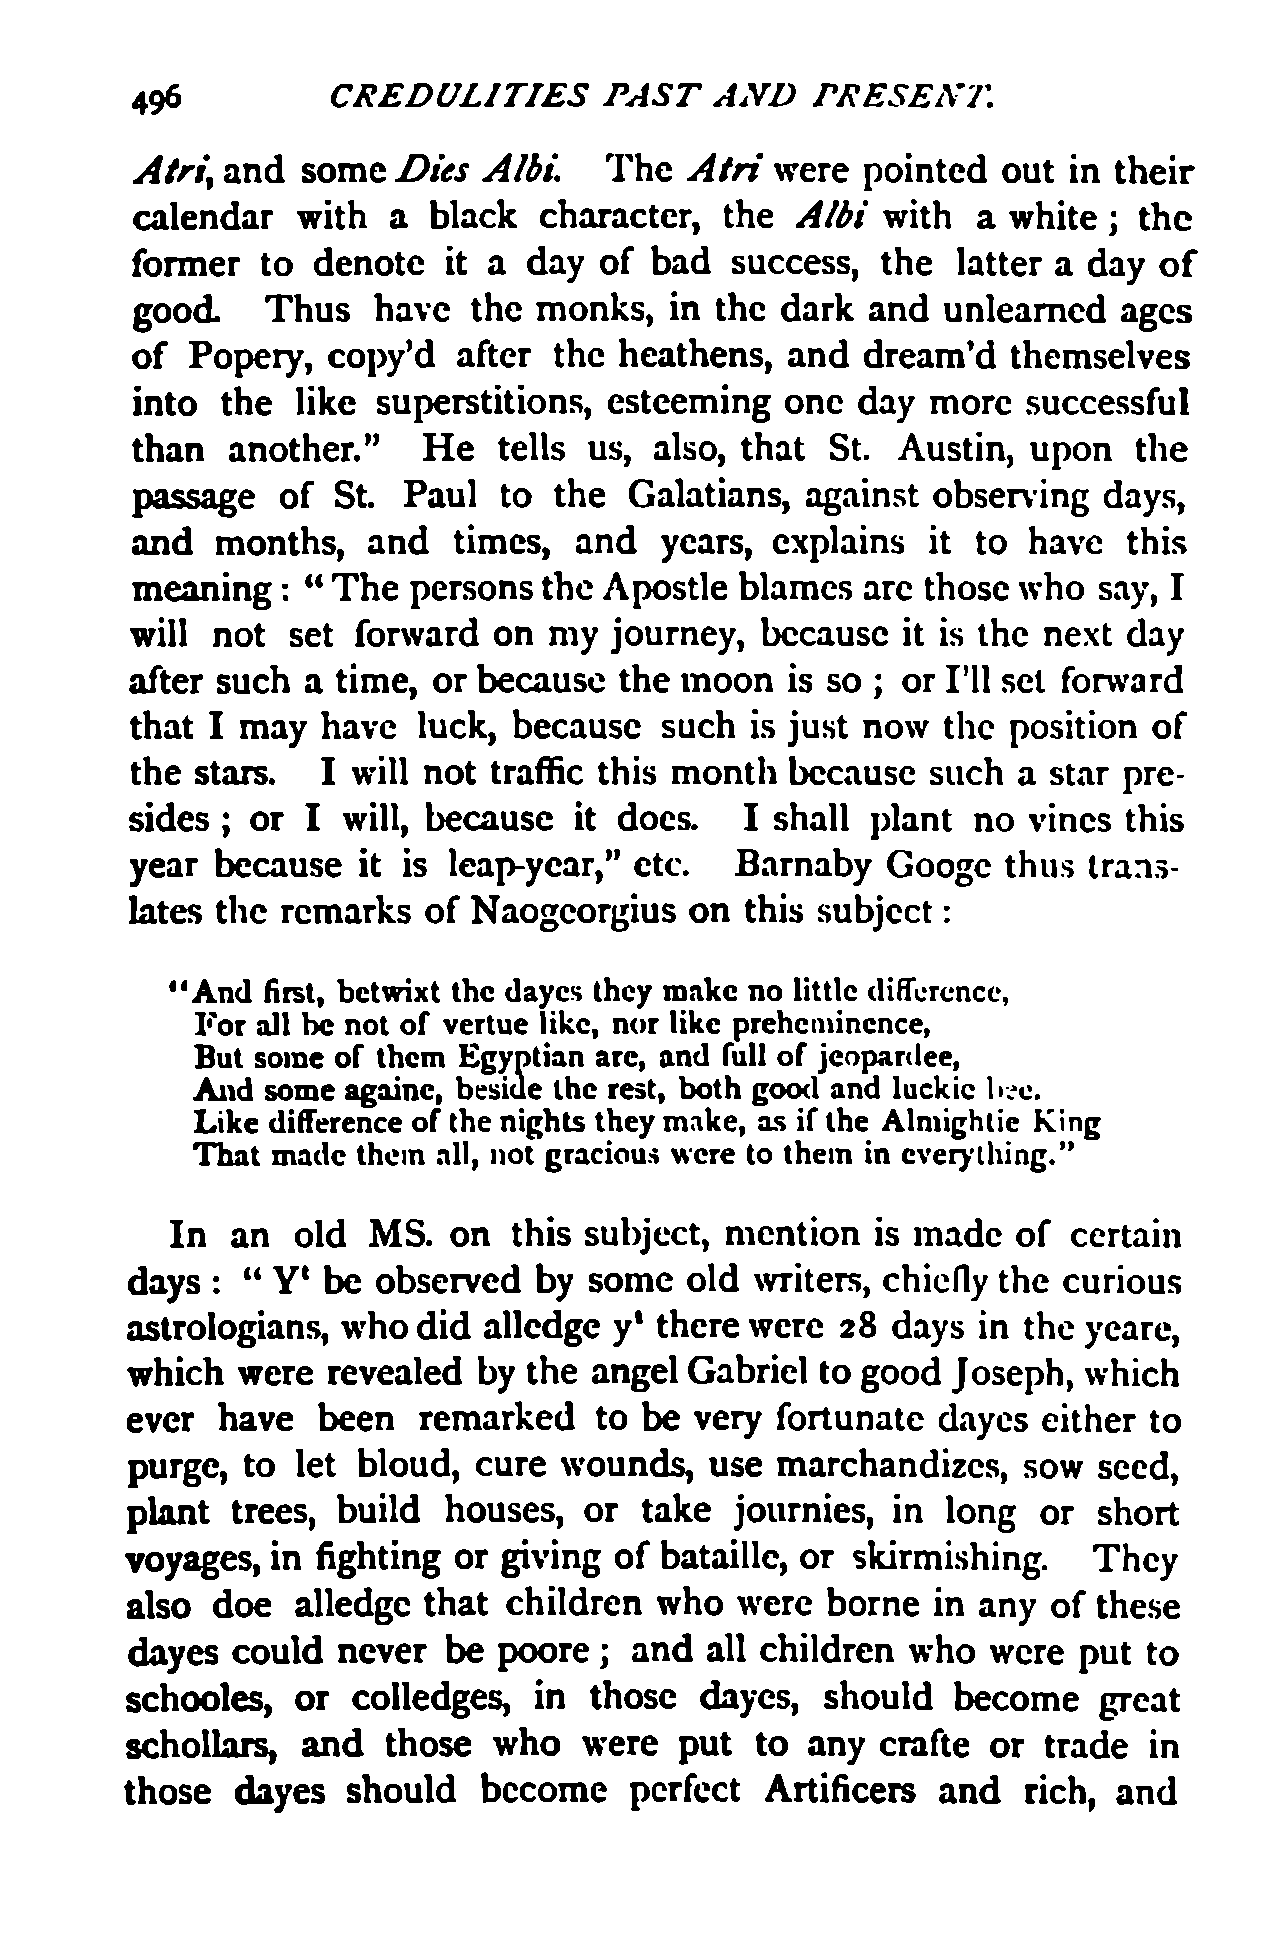 496 CREDULITIES PAST AND PRESENT.
Atri, and some Dies Albi. The Atri were pointed out in their
calendar with a black character, the Albi with a white ; the
former to denote it a day of bad success, the latter a day of
good. Thus have the monks, in the dark and unlearned ages
of Popery, copy'd after the heathens, and dream'd themselves
into the like superstitions, esteeming one day more successful
than another." He tells us, also, that St. Austin, upon the
passage of St. Paul to the Galatians, against observing days,
and months, and times, and years, explains it to have this
meaning : " The persons the Apostle blames are those who say, I
will not set forward on my journey, because it is the next day
after such a time, or because the moon is so ; or I'll set forward
that I may have luck, because such is just now the position of
the stars. I will not traffic this month because such a star pre-
sides ; or I will, because it does. I shall plant no vines this
year because it is leap-year," etc. Barnaby Googe thus trans-
lates the remarks of Naogeorgius on this subject :
"And first, betwixt the dayes they make no little difference,
For all be not of vertue like, nor like preheminence,
But some of them Egyptian are, and full of jeopardee,
And some againe, beside the rest, both good and luckie bee.
Like difference of the nights they make, as if the Almightie King
That made them all, not gracious were to them in everything."
In an old MS. on this subject, mention is made of certain
days : " Yt be observed by some old writers, chiefly the curious
astrologians, who did alledge yt there were 28 days in the yeare,
which were revealed by the angel Gabriel to good Joseph, which
ever have been remarked to be very fortunate dayes either to
purge, to let bloud, cure wounds, use marchandizes, sow seed,
plant trees, build houses, or take journies, in long or short
voyages, in fighting or giving of bataille, or skirmishing. They
also doe alledge that children who were borne in any of these
dayes could never be poore ; and all children who were put to
schooles, or colledges, in those dayes, should become great
schollars, and those who were put to any crafte or trade in
those dayes should become perfect Artificers and rich, and